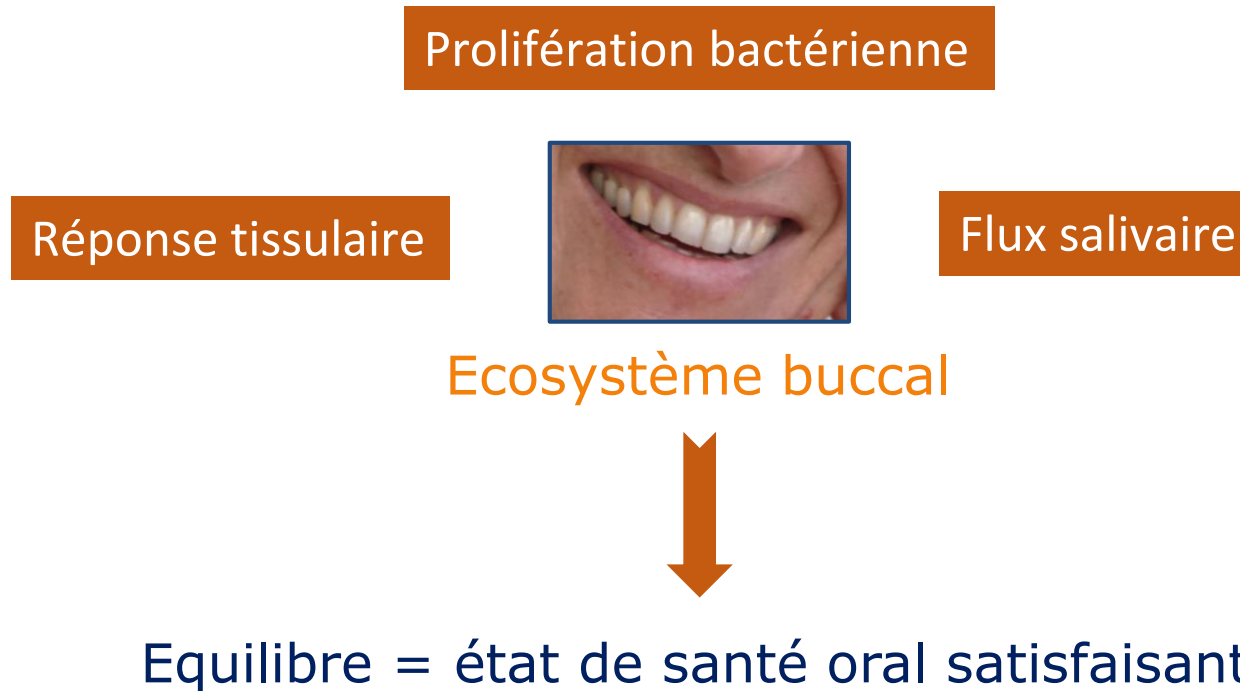 Prolifération bactérienne
Réponse tissulaire
Flux salivaire
Ecosystème buccal
Equilibre = état de santé oral satisfaisant